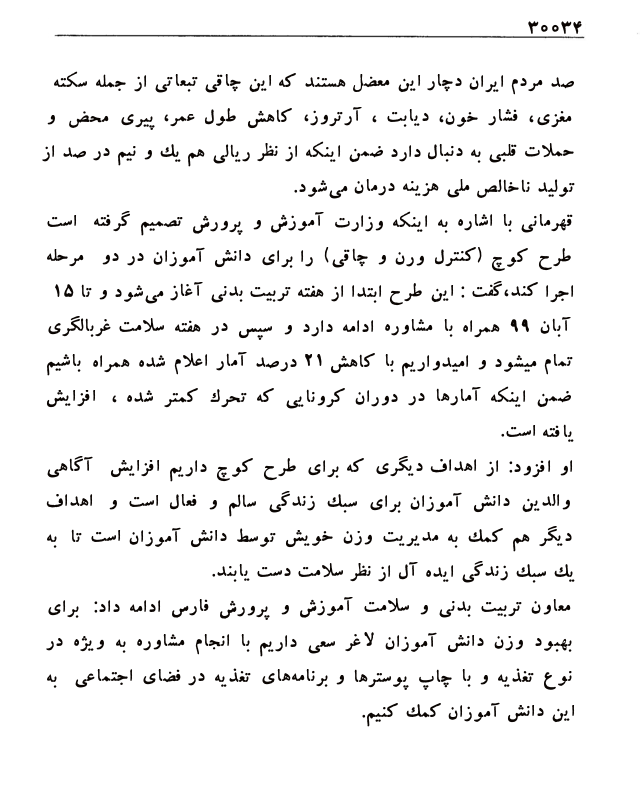 ۳۰۰۳۴
صد مردم ایران دچار این معضل هستند که این چاقی تبعاتی از جمله سکته
مغزی، فشار خون، دیابت ، آرتروز، کاهش طول عمر، پیری محض و
حملات قلبی به دنبال دارد ضمن اینکه از نظر ریالی هم یك و نیم در صد از
تولید ناخالص ملی هزینه درمان می‌شود.
قهرمانی با اشاره به اینکه وزارت آموزش و پرورش تصمیم گرفته است
طرح کوچ (کنترل ورن و چاقی) را برای دانش آموزان در دو مرحله
اجرا کند،گفت : این طرح ابتدا از هفته تربیت بدنی آغاز می‌شود و تا ۱۵
آبان ۹۹ همراه با مشاوره ادامه دارد و سپس در هفته سلامت غربالگری
تمام میشود و امیدواریم با کاهش ۲۱ درصد آمار اعلام شده همراه باشیم
ضمن اینکه آمارها در دوران کرونایی که تحرك کمتر شده ، افزایش
یافته است.
او افزود: از اهداف دیگری که برای طرح کوچ داریم افزایش آگاهی
والدین دانش آموزان برای سبك زندگی سالم و فعال است و اهداف
دیگر هم کمك به مدیریت وزن خویش توسط دانش آموزان است تا به
یك سبك زندگی ایده آل از نظر سلامت دست یابند.
معاون تربیت بدنی و سلامت آموزش و پرورش فارس ادامه داد: برای
بهبود وزن دانش آموزان لاغر سعی داریم با انجام مشاوره به ویژه در
نوع تغذیه و با چاپ پوسترها و برنامه‌های تغذیه در فضای اجتماعی به
این دانش آموزان کمك کنیم.